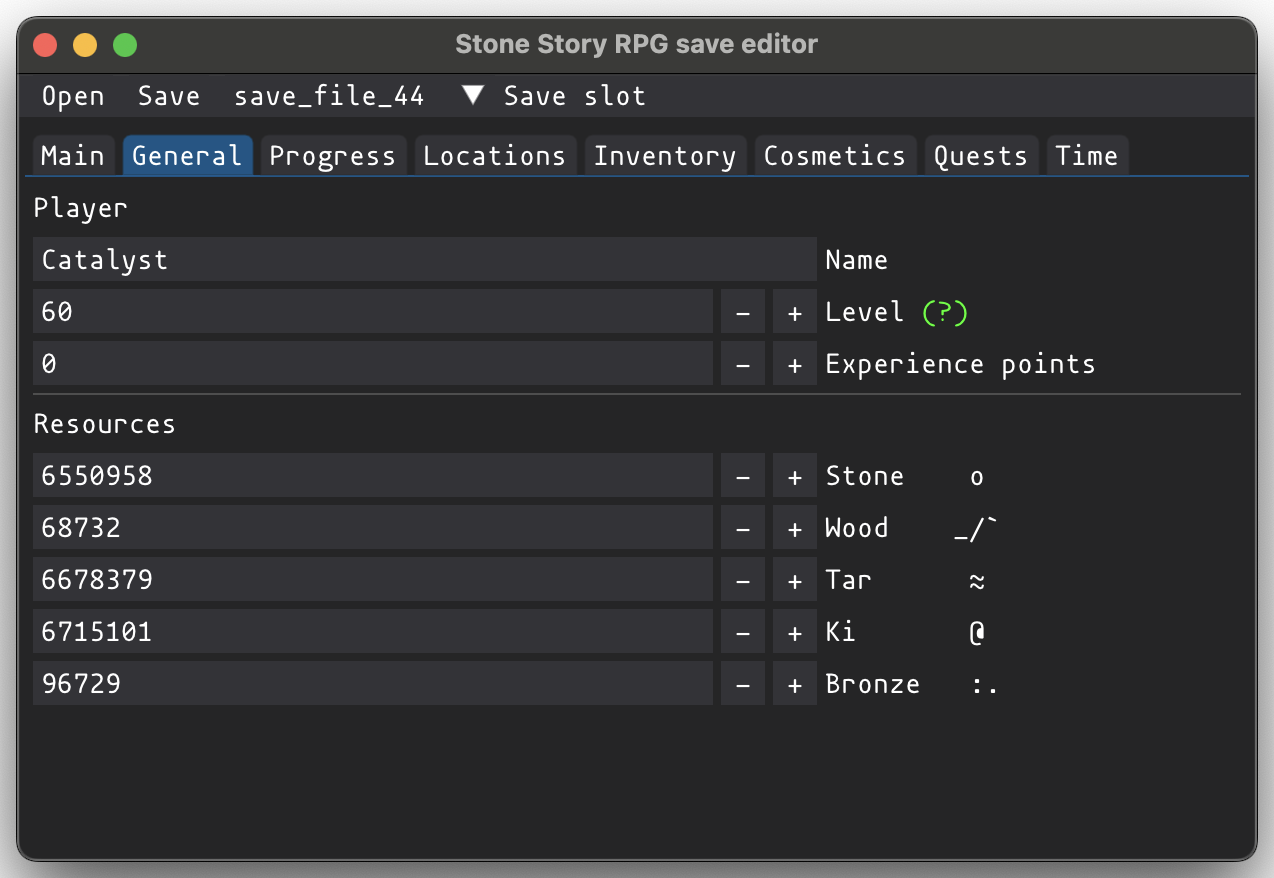 Stone Story RPG save editor
Open Save save_file_44 ▼ Save slot
Main General Progress Locations Inventory Cosmetics Quests Time
Player
Catalyst Name
60 - + Level (?)
0 - + Experience points
Resources
6550958 - + Stone o
68732 - + Wood _/`
6678379 - + Tar ≈
6715101 - + Ki @
96729 - + Bronze :.